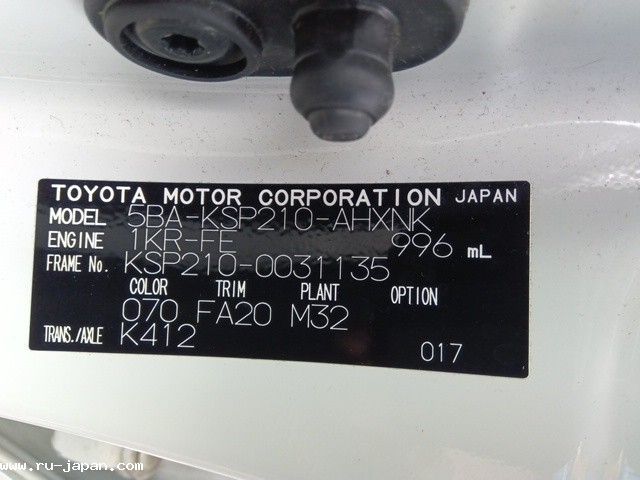 TOYOTA MOTOR CORPORATION JAPAN
MODEL 5BA-KSP210-AHXNK
ENGINE 1KR-FE 996 mL
FRAME No. KSP210-0031135
COLOR TRIM PLANT OPTION
070 FA20 M32
TRANS./AXLE K412
017
www.ru-japan.com